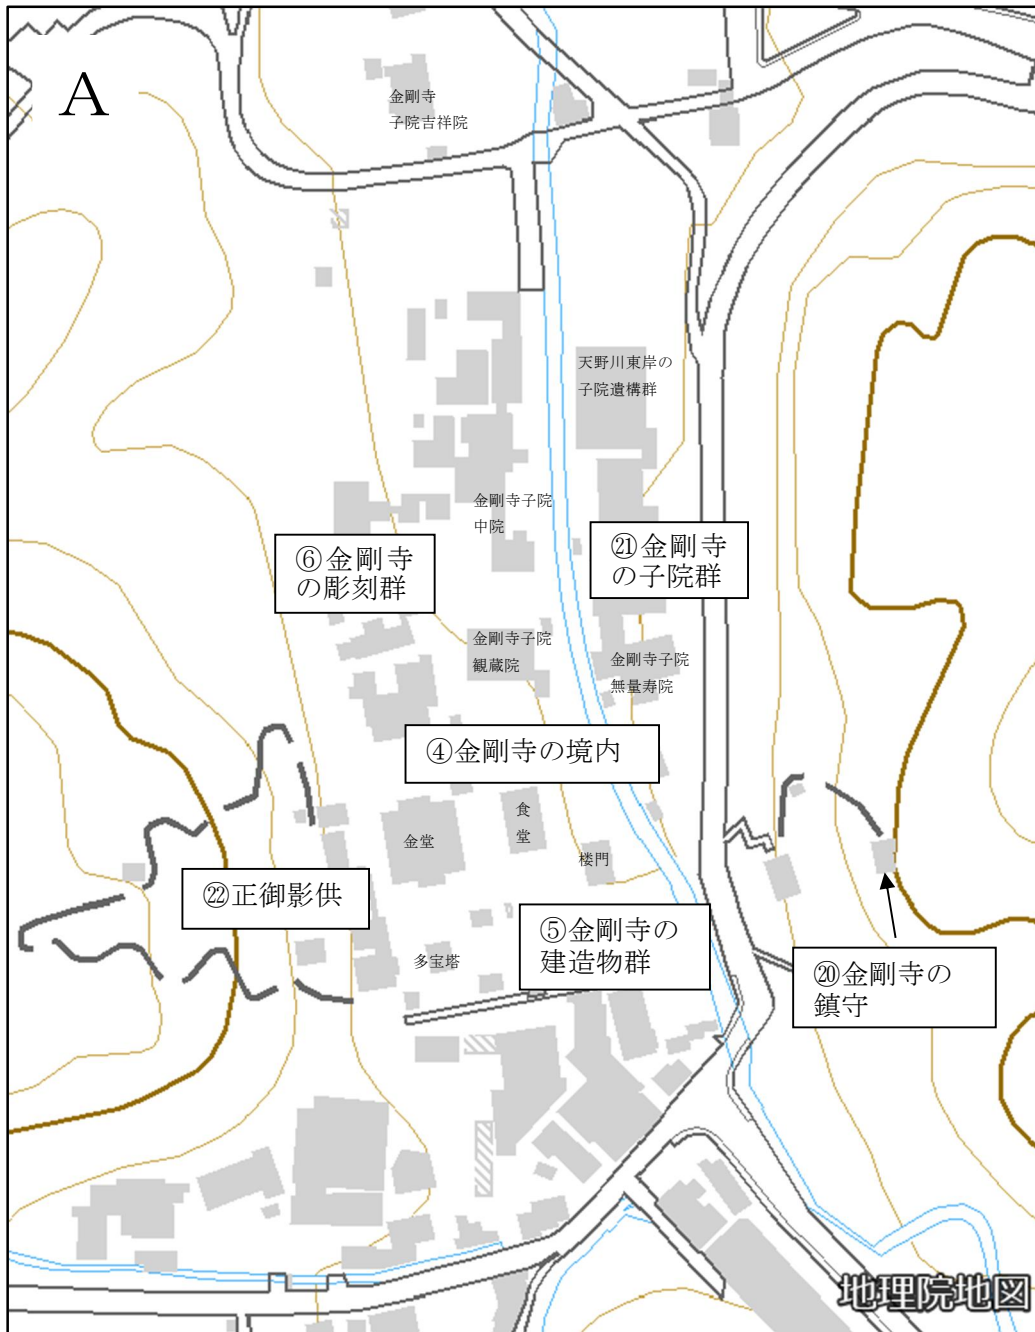 A
金剛寺
子院吉祥院
天野川東岸の
子院遺構群
金剛寺子院
中院
⑥金剛寺
の彫刻群
㉑金剛寺
の子院群
金剛寺子院
観蔵院
金剛寺子院
無量寿院
④金剛寺の境内
食
堂
金堂
楼門
㉒正御影供
⑤金剛寺の
建造物群
多宝塔
⑳金剛寺の
鎮守
地理院地図